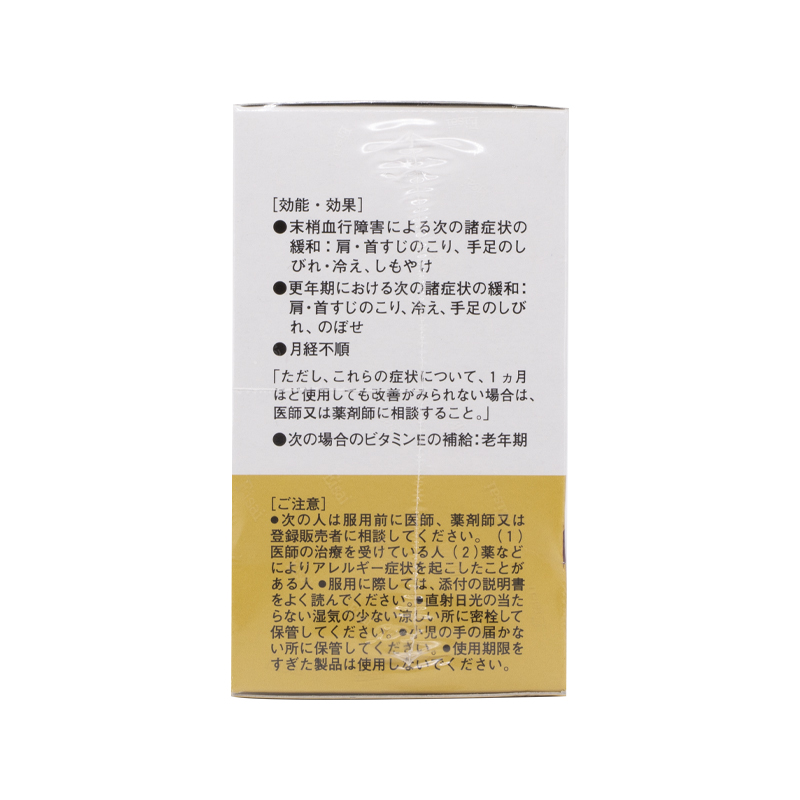 [効能・効果]
●末梢血行障害による次の諸症状の
緩和：肩・首すじのこり、手足のし
びれ・冷え、しもやけ
●更年期における次の諸症状の緩和：
肩・首すじのこり、冷え、手足のしび
れ、のぼせ
●月経不順
「ただし、これらの症状について、1ヵ月
ほど使用しても改善がみられない場合は、
医師又は薬剤師に相談すること。」
●次の場合のビタミンEの補給：老年期
[ご注意]
●次の人は服用前に医師、薬剤師又は
登録販売者に相談してください。(1)
医師の治療を受けている人(2)薬など
によりアレルギー症状を起こしたことが
ある人●服用に際しては、添付の説明書
をよく読んでください。●直射日光の当た
らない湿気の少ない涼しい所に密栓して
保管してください。●小児の手の届かな
い所に保管してください。●使用期限を
すぎた製品は使用しないでください。